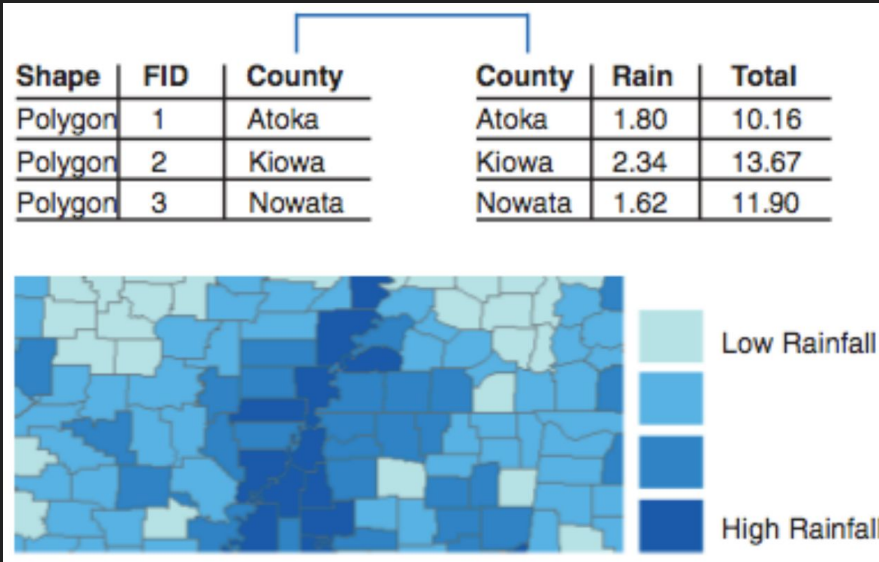 Shape FID County
Polygon 1 Atoka
Polygon 2 Kiowa
Polygon 3 Nowata
County Rain Total
Atoka 1.80 10.16
Kiowa 2.34 13.67
Nowata 1.62 11.90
Low Rainfall
High Rainfall